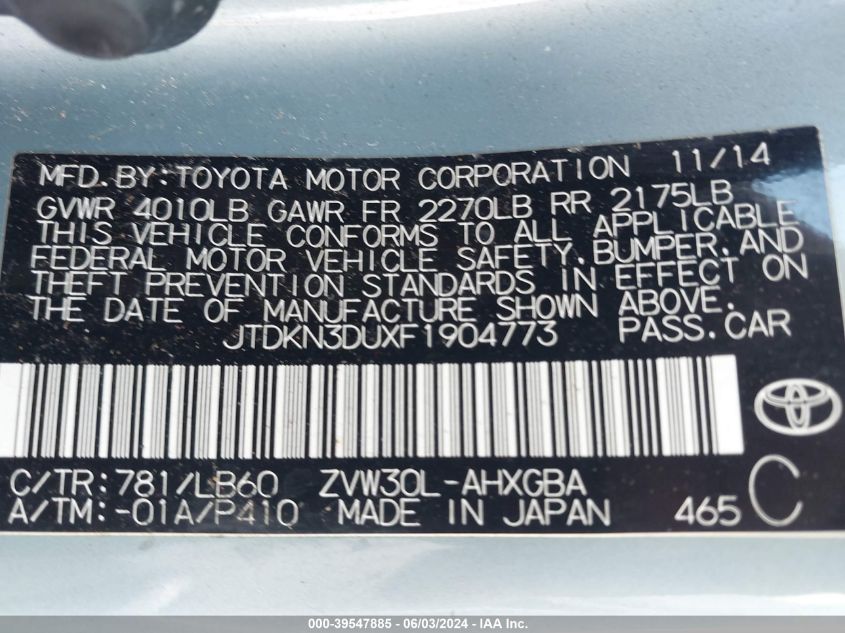 MFD.BY:TOYOTA MOTOR CORPORATION 11/14
GVWR 4010LB GAWR FR 2270LB RR 2175LB
THIS VEHICLE CONFORMS TO ALL APPLICABLE
FEDERAL MOTOR VEHICLE SAFETY,BUMPER,AND
THEFT PREVENTION STANDARDS IN EFFECT ON
THE DATE OF MANUFACTURE SHOWN ABOVE.
JTDKN3DUXF1904773 PASS.CAR
C/TR:781/LB60 ZVW30L-AHXGBA
A/TM:-01A/P410 MADE IN JAPAN 465 C
000-39547885 / 06/03/2024 - IAA Inc.